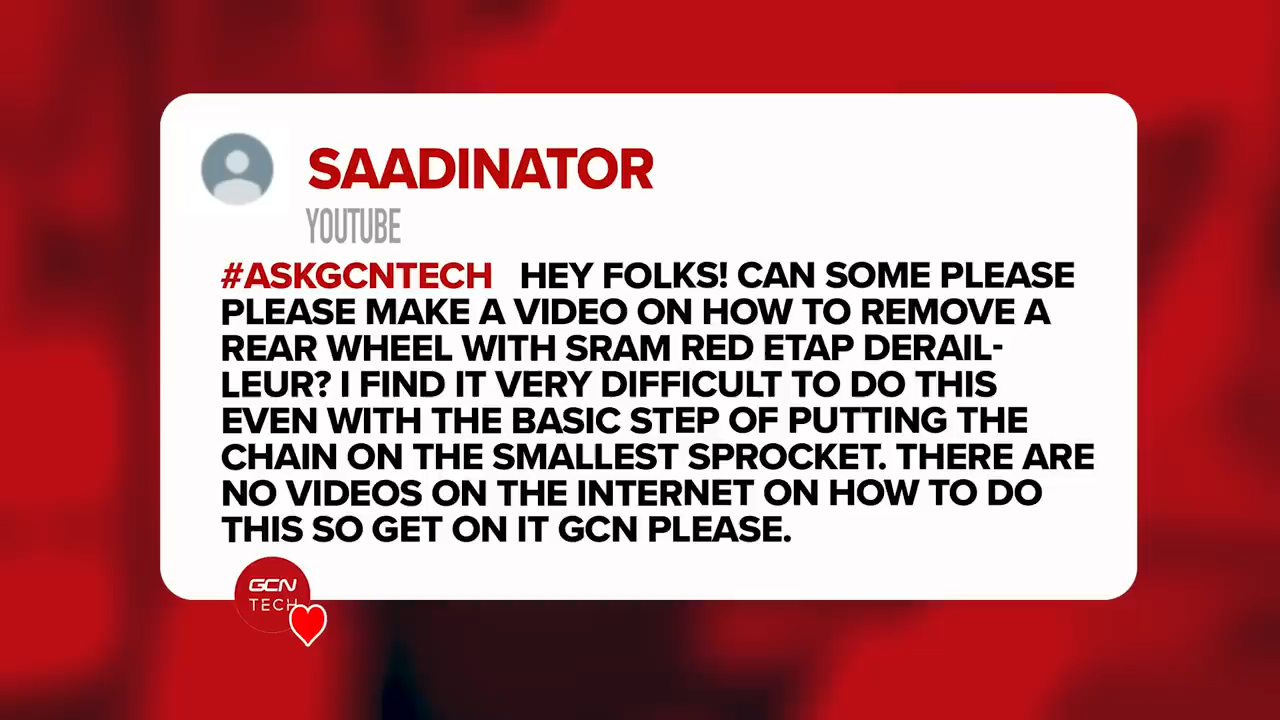 SAADINATOR
YOUTUBE
#ASKGCNTECH HEY FOLKS! CAN SOME PLEASE
PLEASE MAKE A VIDEO ON HOW TO REMOVE A
REAR WHEEL WITH SRAM RED ETAP DERAIL-
LEUR? I FIND IT VERY DIFFICULT TO DO THIS
EVEN WITH THE BASIC STEP OF PUTTING THE
CHAIN ON THE SMALLEST SPROCKET. THERE ARE
NO VIDEOS ON THE INTERNET ON HOW TO DO
THIS SO GET ON IT GCN PLEASE.
GCN
TECH